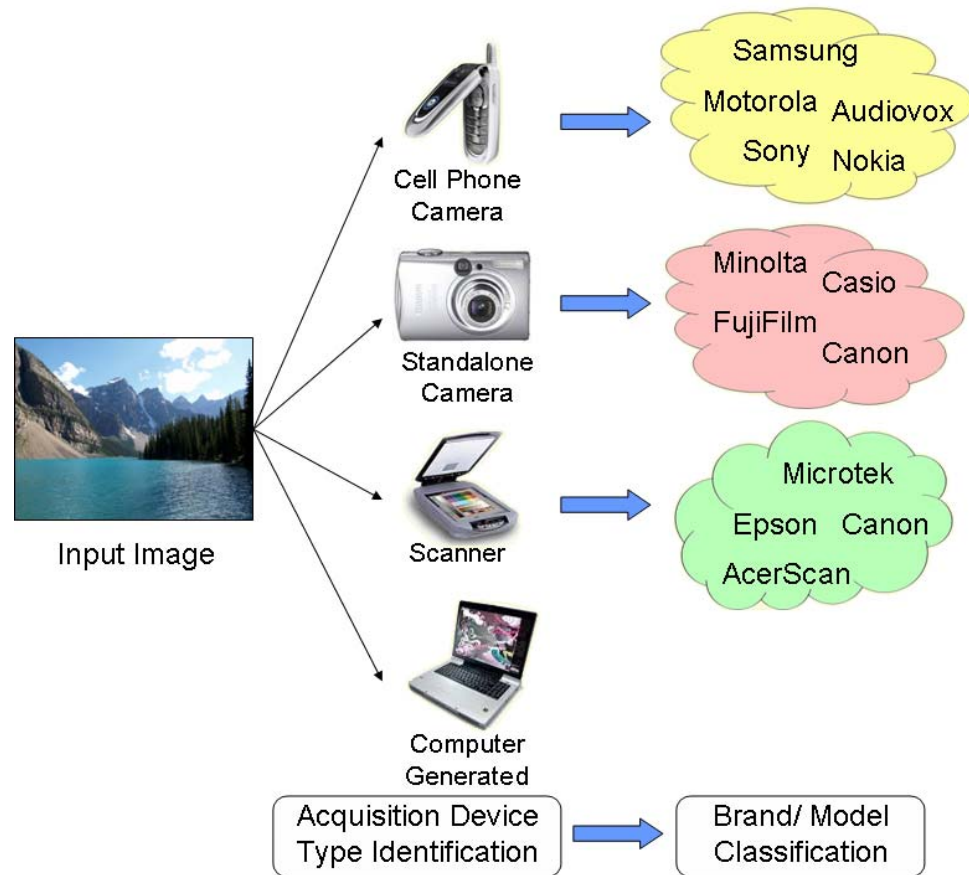 Samsung
Motorola
Audiovox
Sony
Nokia
Cell Phone
Camera
Minolta
Casio
FujiFilm
Canon
Standalone
Camera
Input Image
Microtek
Epson Canon
AcerScan
Scanner
Computer
Generated
Acquisition Device
Type Identification
Brand/ Model
Classification